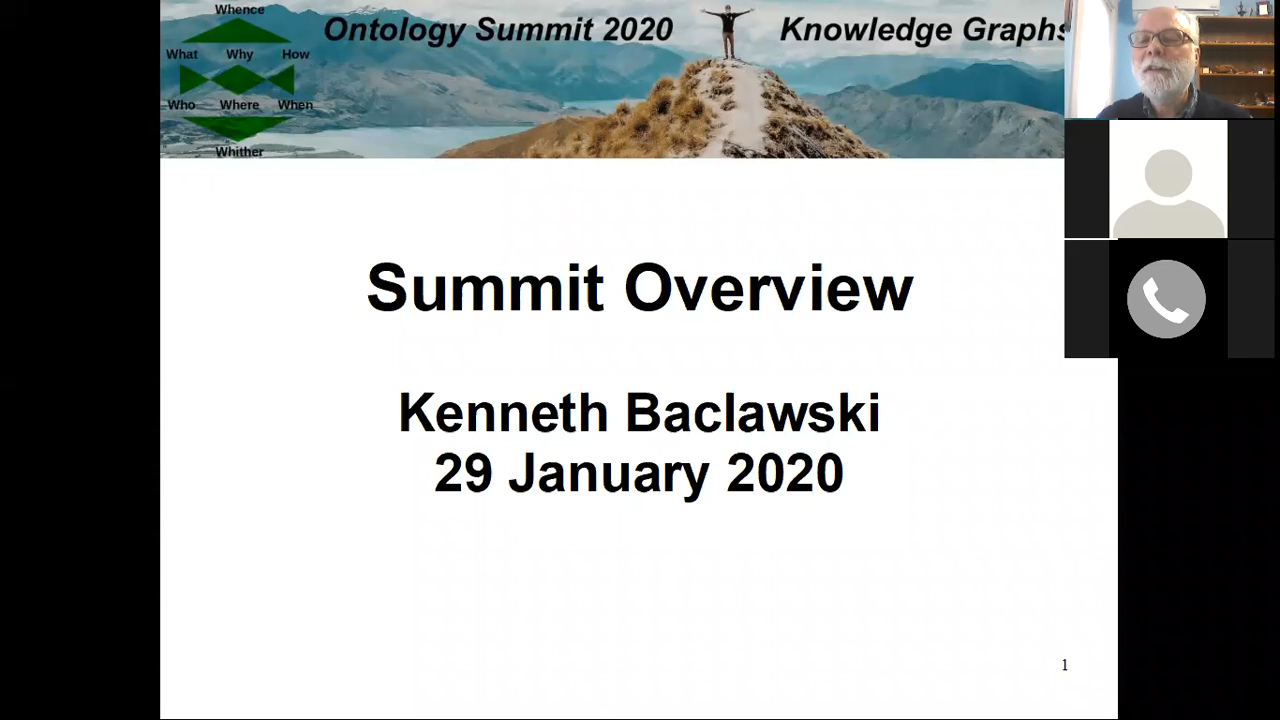 Whence
What Why How
Who Where When
Whither
Ontology Summit 2020 Knowledge Graphs
Summit Overview
Kenneth Baclawski
29 January 2020
1